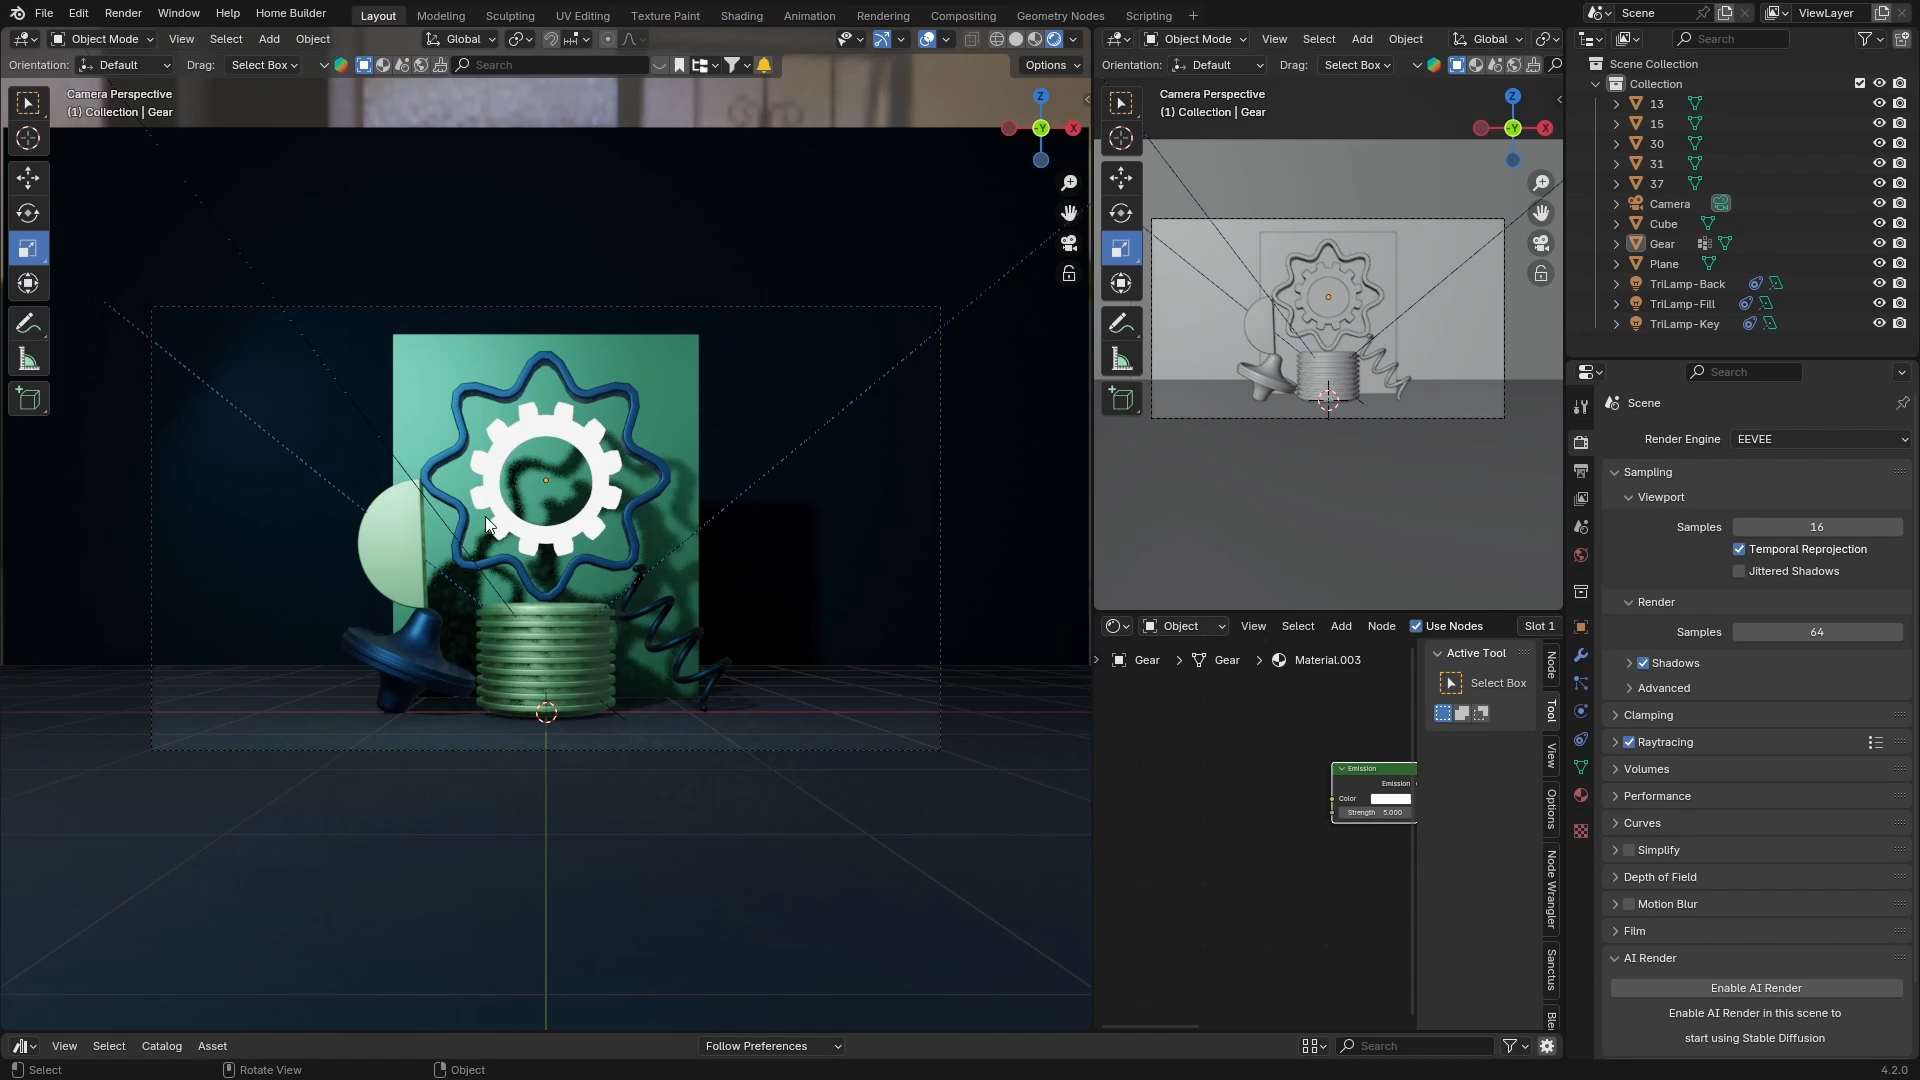 File Edit Render Window Help Home Builder Layout Modeling Sculpting UV Editing Texture Paint Shading Animation Rendering Compositing Geometry Nodes Scripting Scene ViewLayer
Object Mode View Select Add Object Global
Orientation: Default Drag: Select Box Search Options
Camera Perspective
(1) Collection | Gear
Z
-Y
X
Object Mode View Select Add Object Global
Orientation: Default Drag: Select Box
Camera Perspective
(1) Collection | Gear
Z
-Y
X
Object View Select Add Node Use Nodes Slot 1
Gear Gear Material.003
Active Tool
Select Box
Node
Tool
View
Options
Node Wrangler
Sanctus
Emission
Emission
Color
Strength 5.000
Search
Scene Collection
Collection
13
15
30
31
37
Camera
Cube
Gear
Plane
TriLamp-Back
TriLamp-Fill
TriLamp-Key
Search
Scene
Render Engine EEVEE
Sampling
Viewport
Samples 16
Temporal Reprojection
Jittered Shadows
Render
Samples 64
Shadows
Advanced
Clamping
Raytracing
Volumes
Performance
Curves
Simplify
Depth of Field
Motion Blur
Film
AI Render
Enable AI Render
Enable AI Render in this scene to
start using Stable Diffusion
View Select Catalog Asset Follow Preferences Search
Select Rotate View Object 4.2.0